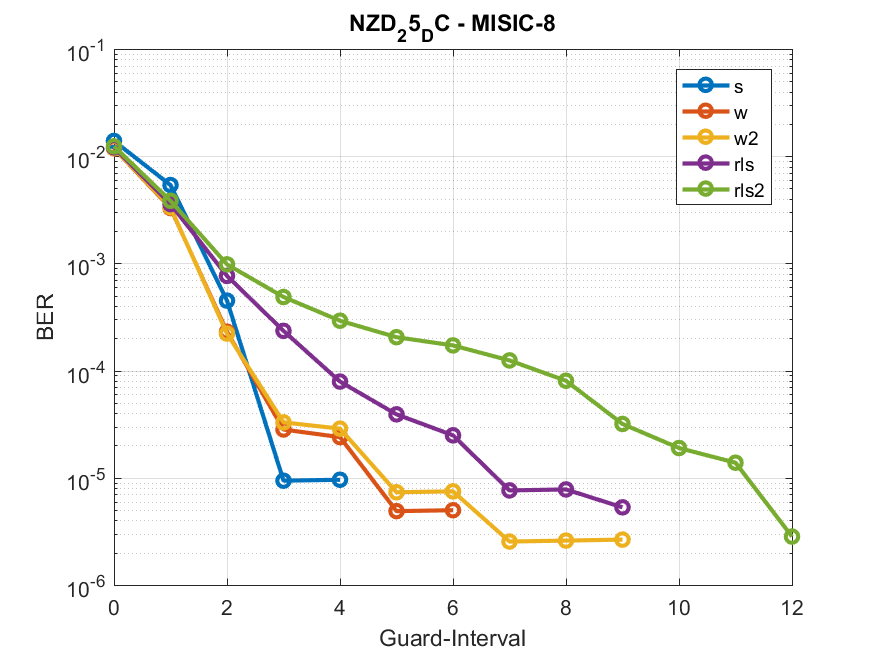 NZD₂5_DC - MISIC-8
10⁻¹
10⁻²
10⁻³
10⁻⁴
10⁻⁵
10⁻⁶
BER
s
w
w2
rls
rls2
0 2 4 6 8 10 12
Guard-Interval